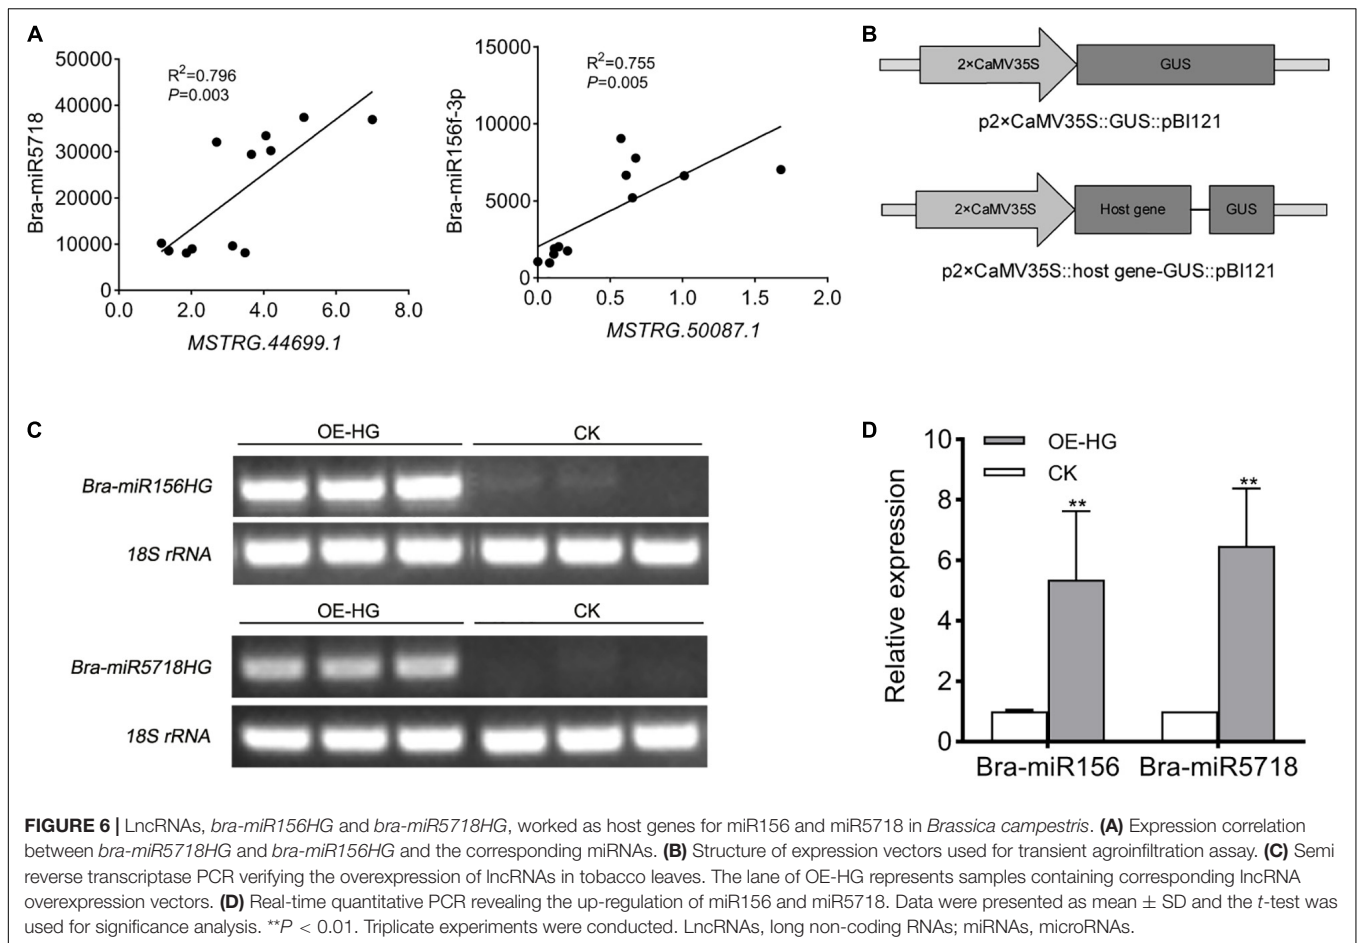 A
50000
40000
30000
20000
10000
0
Bra-miR5718
R²=0.796
P=0.003
0.0 2.0 4.0 6.0 8.0
MSTRG.44699.1
15000
10000
5000
0
Bra-miR156f-3p
R²=0.755
P=0.005
0.0 0.5 1.0 1.5 2.0
MSTRG.50087.1
B
2×CaMV35S GUS
p2×CaMV35S::GUS::pBI121
2×CaMV35S Host gene GUS
p2×CaMV35S::host gene-GUS::pBI121
C
OE-HG CK
Bra-miR156HG
18S rRNA
OE-HG CK
Bra-miR5718HG
18S rRNA
D
OE-HG
CK
10
8
6
4
2
0
Relative expression
** **
Bra-miR156 Bra-miR5718
FIGURE 6 | LncRNAs, bra-miR156HG and bra-miR5718HG, worked as host genes for miR156 and miR5718 in Brassica campestris. (A) Expression correlation
between bra-miR5718HG and bra-miR156HG and the corresponding miRNAs. (B) Structure of expression vectors used for transient agroinfiltration assay. (C) Semi
reverse transcriptase PCR verifying the overexpression of lncRNAs in tobacco leaves. The lane of OE-HG represents samples containing corresponding lncRNA
overexpression vectors. (D) Real-time quantitative PCR revealing the up-regulation of miR156 and miR5718. Data were presented as mean ± SD and the t-test was
used for significance analysis. **P < 0.01. Triplicate experiments were conducted. LncRNAs, long non-coding RNAs; miRNAs, microRNAs.